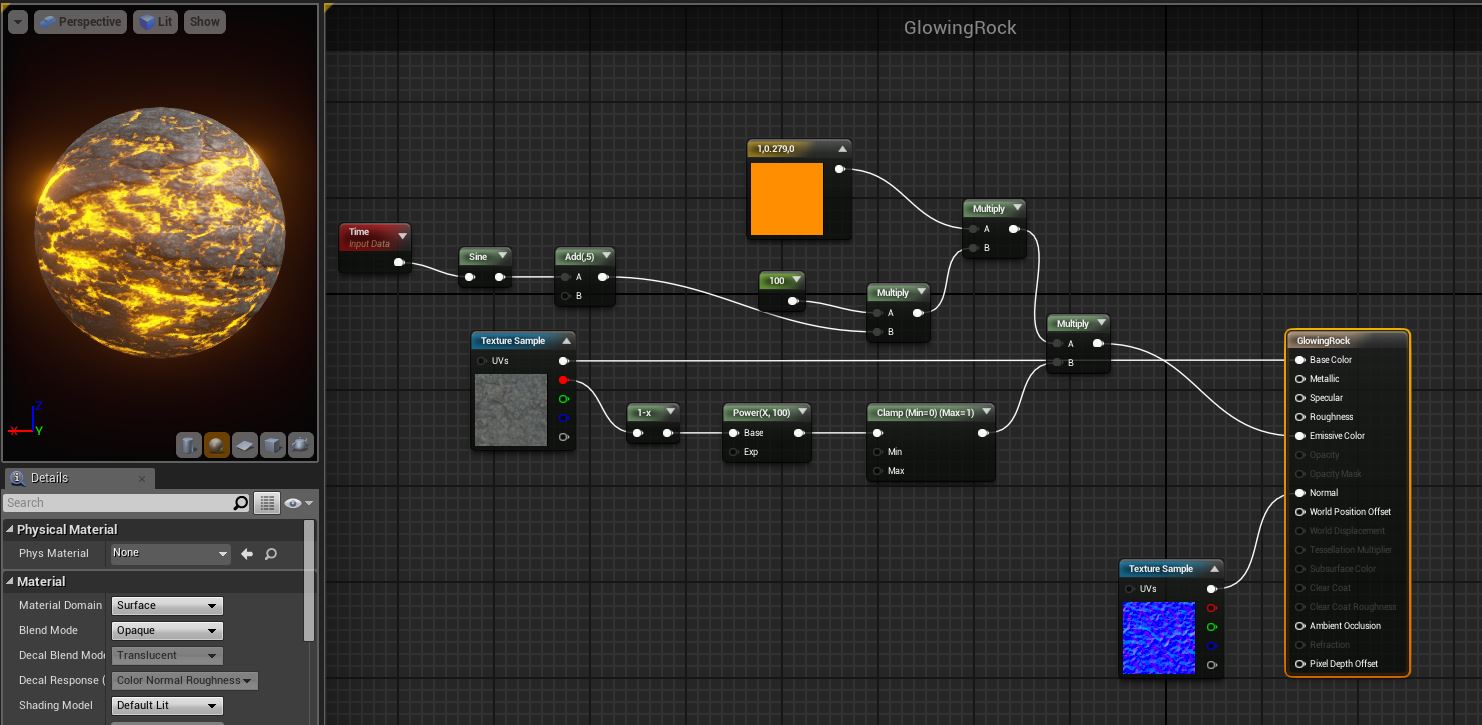 Perspective
Lit
Show
GlowingRock
1,0.279,0
Time
Input Data
Sine
Add(,5)
A
B
100
Multiply
A
B
Multiply
A
B
Multiply
A
B
Texture Sample
UVs
1-x
Power(X, 100)
Base
Exp
Clamp (Min=0) (Max=1)
Min
Max
GlowingRock
Base Color
Metallic
Specular
Roughness
Emissive Color
Opacity
Opacity Mask
Normal
World Position Offset
World Displacement
Tessellation Multiplier
Subsurface Color
Clear Coat
Clear Coat Roughness
Ambient Occlusion
Refraction
Pixel Depth Offset
Texture Sample
UVs
Z
X
Y
Details
Search
Physical Material
Phys Material
None
Material
Material Domain
Surface
Blend Mode
Opaque
Decal Blend Mode
Translucent
Decal Response (
Color Normal Roughness
Shading Model
Default Lit